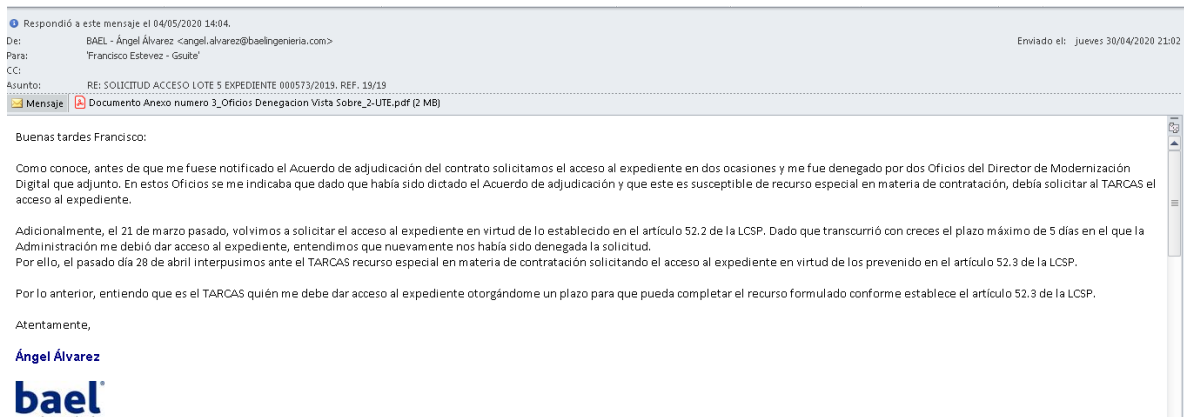 Respondió a este mensaje el 04/05/2020 14:04.
De: BAEL - Ángel Álvarez <angel.alvarez@baelingenieria.com> Enviado el: jueves 30/04/2020 21:02
Para: 'Francisco Estevez - Gsuite'
CC:
Asunto: RE: SOLICITUD ACCESO LOTE 5 EXPEDIENTE 000573/2019. REF. 19/19
Mensaje Documento Anexo numero 3_Oficios Denegacion Vista Sobre_2-UTE.pdf (2 MB)
Buenas tardes Francisco:
Como conoce, antes de que me fuese notificado el Acuerdo de adjudicación del contrato solicitamos el acceso al expediente en dos ocasiones y me fue denegado por dos Oficios del Director de Modernización
Digital que adjunto. En estos Oficios se me indicaba que dado que había sido dictado el Acuerdo de adjudicación y que este es susceptible de recurso especial en materia de contratación, debía solicitar al TARCAS el
acceso al expediente.
Adicionalmente, el 21 de marzo pasado, volvimos a solicitar el acceso al expediente en virtud de lo establecido en el artículo 52.2 de la LCSP. Dado que transcurrió con creces el plazo máximo de 5 días en el que la
Administración me debió dar acceso al expediente, entendimos que nuevamente nos había sido denegada la solicitud.
Por ello, el pasado día 28 de abril interpusimos ante el TARCAS recurso especial en materia de contratación solicitando el acceso al expediente en virtud de los prevenido en el artículo 52.3 de la LCSP.
Por lo anterior, entiendo que es el TARCAS quién me debe dar acceso al expediente otorgándome un plazo para que pueda completar el recurso formulado conforme establece el artículo 52.3 de la LCSP.
Atentamente,
Ángel Álvarez
bael